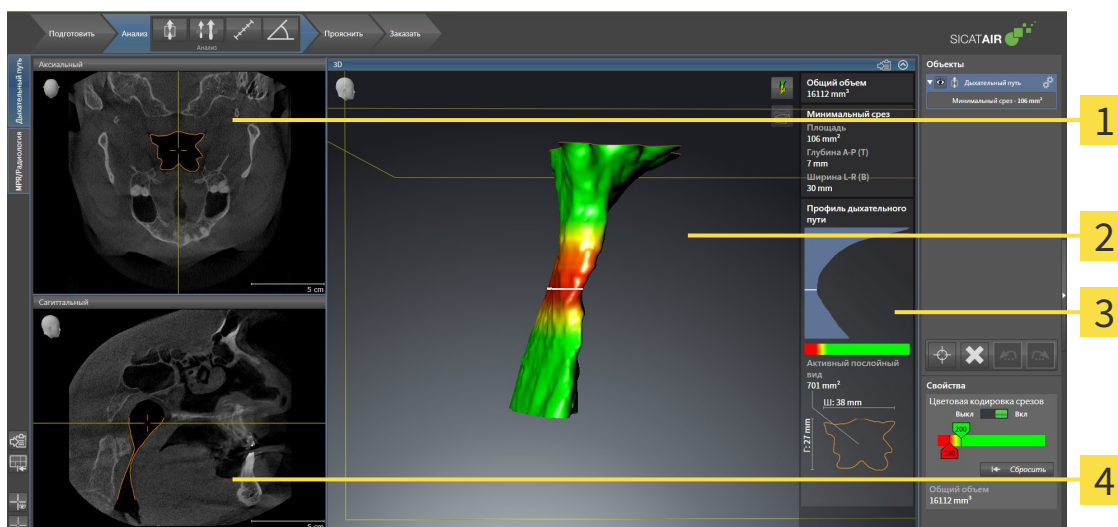 Подготовить
Анализ
Анализ
Прояснить
Заказать
SICATAIR
Дыхательный путь
MPR/Радиология
Аксиальный
5 cm
Сагиттальный
5 cm
3D
Общий объем
16112 mm³
Минимальный срез
Площадь
106 mm²
Глубина A-P (T)
7 mm
Ширина L-R (B)
30 mm
Профиль дыхательного
пути
Активный послойный
вид
701 mm²
Ш: 38 mm
Г: 27 mm
Объекты
Дыхательный путь
Минимальный срез - 106 mm²
Свойства
Цветовая кодировка срезов
Выкл Вкл
200
100
Сбросить
Общий объем
16112 mm³
1
2
3
4